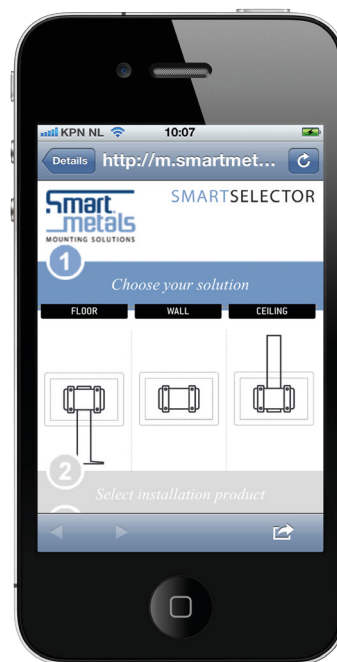 KPN NL 10:07
Details http://m.smartmet...
Smart metals
MOUNTING SOLUTIONS
SMARTSELECTOR
1
Choose your solution
FLOOR WALL CEILING
2
Select installation product